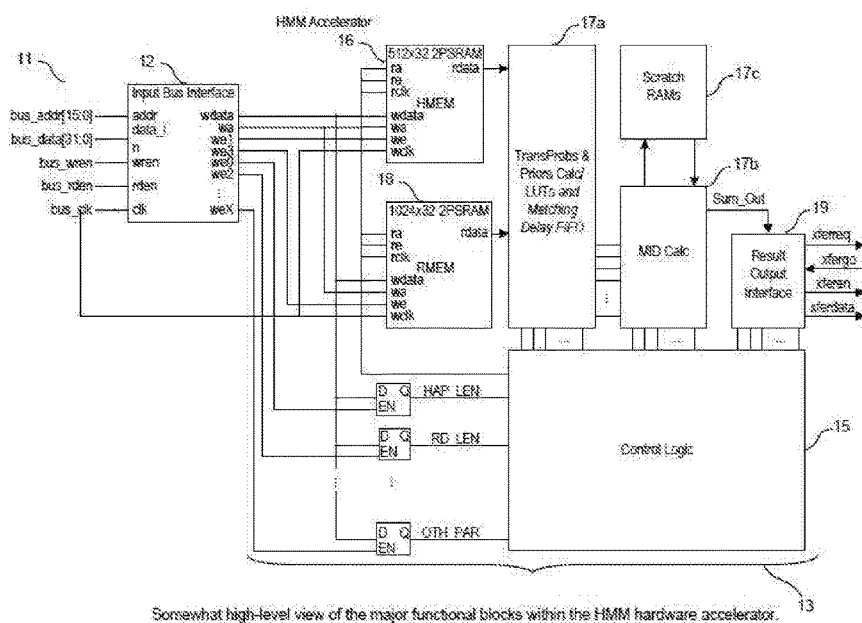 HMM Accelerator
11
12
16
17a
17c
17b
18
19
15
13
bus_addr[15:0]
bus_data[31:0]
bus_wren
bus_rden
bus_clk
Input Bus Interface
addr
data_i
n
wren
rden
clk
wdata
wa
we1
we3
we0
we2
weX
512x32 2PSRAM
ra
re
rclk
rdata
wdata
wa
we
wclk
HMEM
1024x32 2PSRAM
ra
re
rclk
rdata
wdata
wa
we
wclk
RMEM
TransProbs &
Priors Calc/
LUTs and
Matching
Delay FIFO
Scratch
RAMs
MID Calc
Sum_Out
Result
Output
Interface
xferreq
xfergo
xferen
xferdata
D Q
EN
HAP_LEN
D Q
EN
RD_LEN
D Q
EN
OTH_PAR
Control Logic
Somewhat high-level view of the major functional blocks within the HMM hardware accelerator.